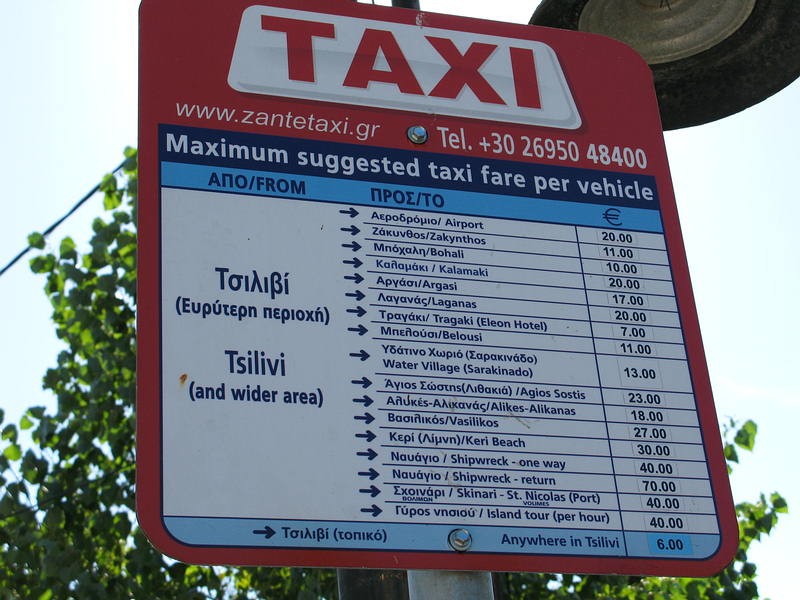 TAXI
www.zantetaxi.gr
Tel. +30 26950 48400
Maximum suggested taxi fare per vehicle
ΑΠΟ/FROM ΠΡΟΣ/TO €
Τσιλιβί
(Ευρύτερη περιοχή)
Tsilivi
(and wider area)
→ Αεροδρόμιο/ Airport 20.00
→ Ζάκυνθος/Zakynthos 11.00
→ Μπόχαλη/Bohali 10.00
→ Καλαμάκι / Kalamaki 20.00
→ Αργάσι/Argasi 17.00
→ Λαγανάς/Laganas 20.00
→ Τραγάκι/ Tragaki (Eleon Hotel) 7.00
→ Μπελούσι/Belousi 11.00
→ Υδάτινο Χωριό (Σαρακινάδο)
Water Village (Sarakinado) 13.00
→ Άγιος Σώστης(Λιθακιά) /Agios Sostis 23.00
→ Αλυκές-Αλικανάς/Alikes-Alikanas 18.00
→ Βασιλικός/Vasilikos 27.00
→ Κερί (Λίμνη)/Keri Beach 30.00
→ Ναυάγιο / Shipwreck - one way 40.00
→ Ναυάγιο / Shipwreck - return 70.00
→ Σχοινάρι / Skinari - St. Nicolas (Port) 40.00
ΒΟΛΙΜΩΝ VOLIMES
→ Γύρος νησιού / Island tour (per hour) 40.00
→ Τσιλιβί (τοπικό) Anywhere in Tsilivi 6.00